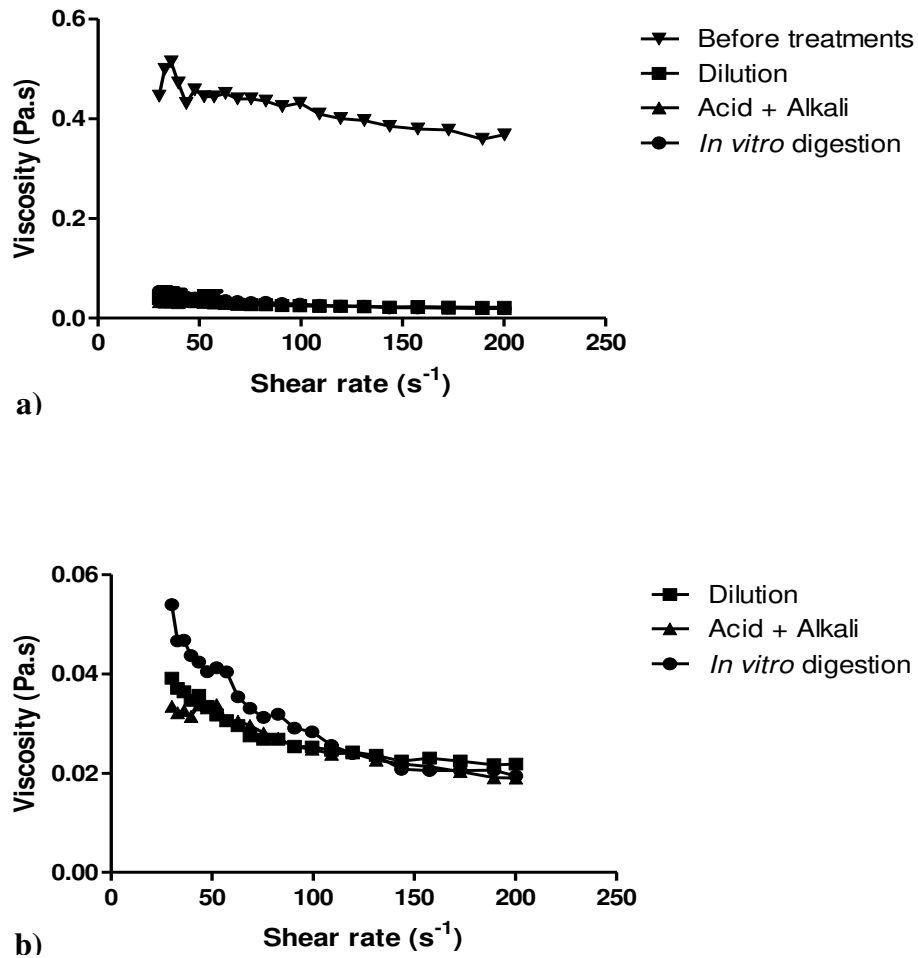 0.6
0.4
0.2
0.0
Viscosity (Pa.s)
0 50 100 150 200 250
Shear rate (s-1)
Before treatments
Dilution
Acid + Alkali
In vitro digestion
a)
0.06
0.04
0.02
0.00
Viscosity (Pa.s)
0 50 100 150 200 250
Shear rate (s-1)
Dilution
Acid + Alkali
In vitro digestion
b)